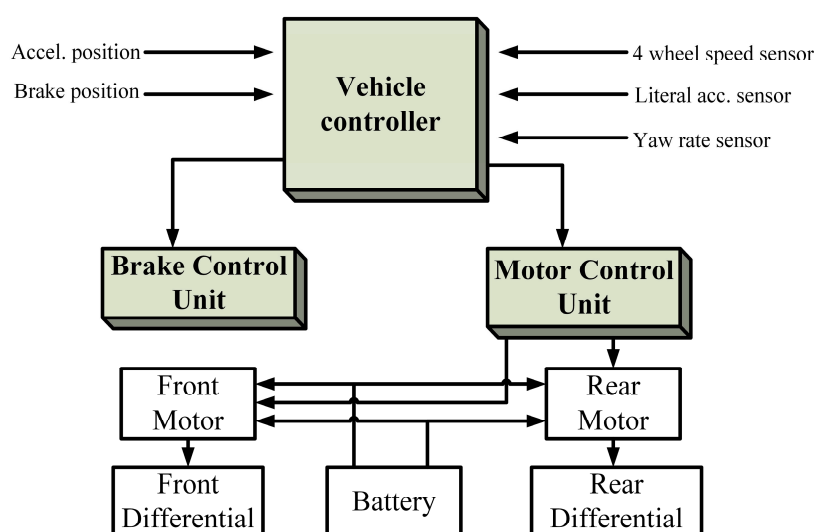 Accel. position
Brake position
Vehicle
controller
4 wheel speed sensor
Literal acc. sensor
Yaw rate sensor
Brake Control
Unit
Motor Control
Unit
Front
Motor
Rear
Motor
Front
Differential
Battery
Rear
Differential